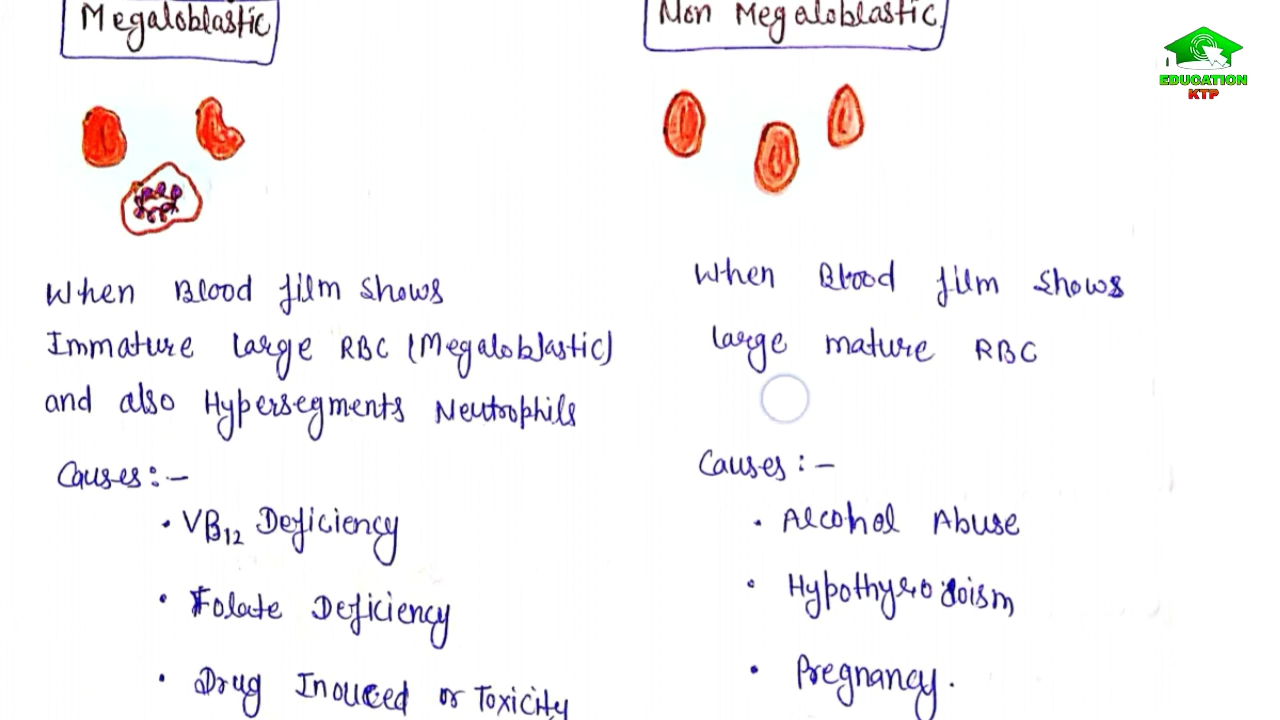 Megaloblastic
Non Megaloblastic
EDUCATION
KTP
When Blood film shows
Immature large RBC (Megaloblastic)
and also Hypersegments Neutrophils
Causes:-
• VB12 Deficiency
• Folate Deficiency
• Drug Induced or Toxicity
When Blood film shows
large mature RBC
Causes:-
• Alcohol Abuse
• Hypothyroidism
• Pregnancy.